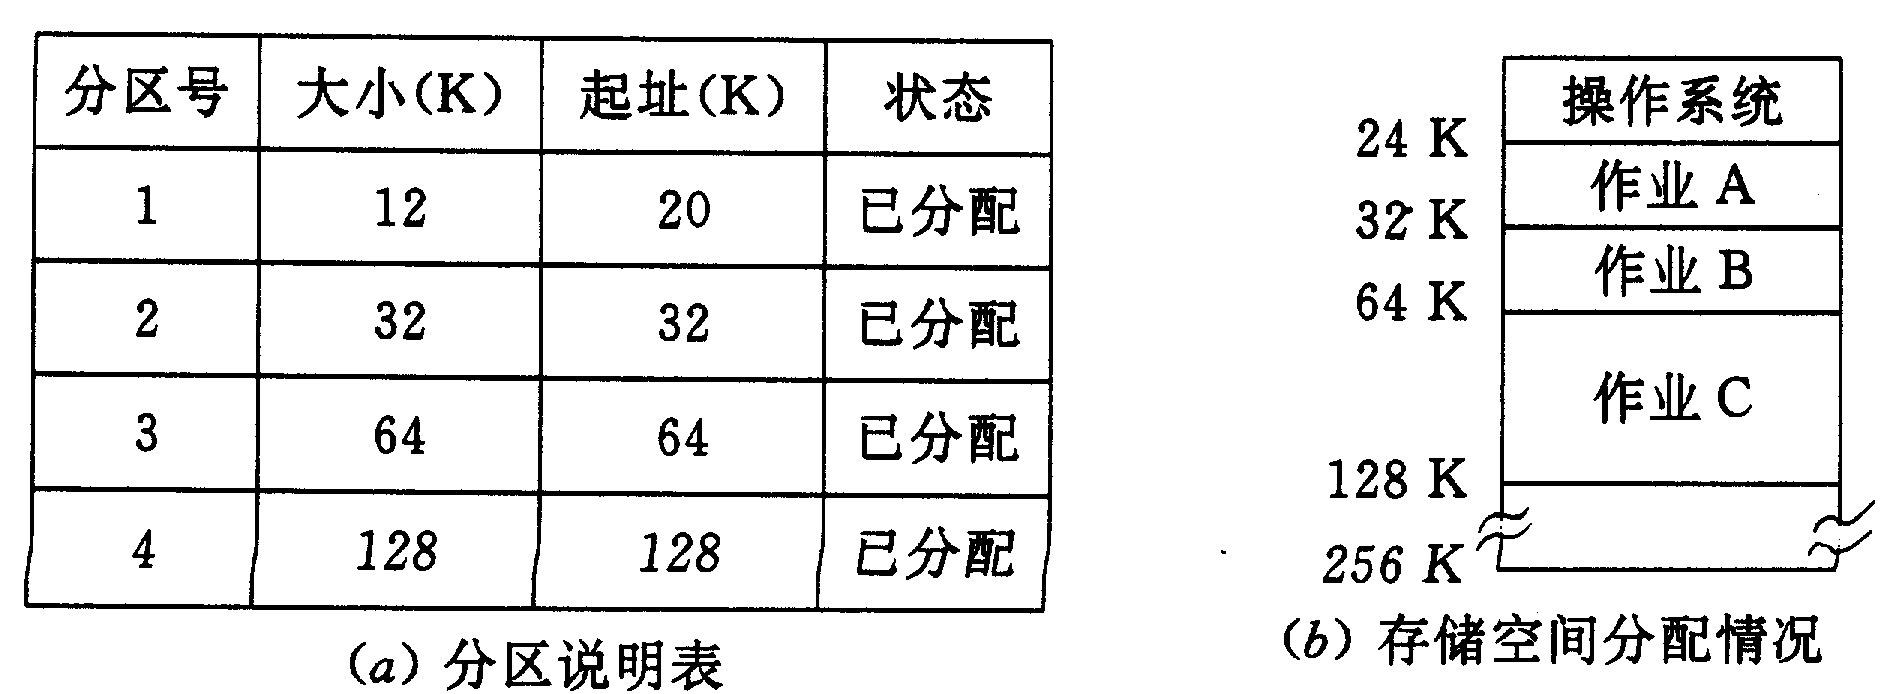 分区号 大小(K) 起址(K) 状态
1 12 20 已分配
2 32 32 已分配
3 64 64 已分配
4 128 128 已分配
(a) 分区说明表
操作系统
24 K
作业 A
32 K
作业 B
64 K
作业 C
128 K
256 K
(b) 存储空间分配情况